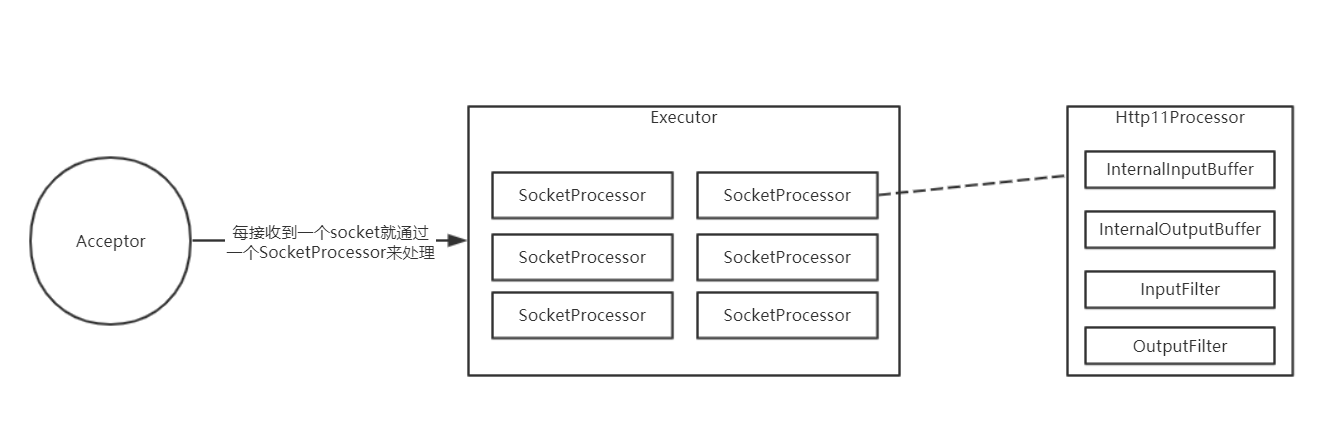 Acceptor
每接收到一个socket就通过
一个SocketProcessor来处理
Executor
SocketProcessor
SocketProcessor
SocketProcessor
SocketProcessor
SocketProcessor
SocketProcessor
Http11Processor
InternalInputBuffer
InternalOutputBuffer
InputFilter
OutputFilter